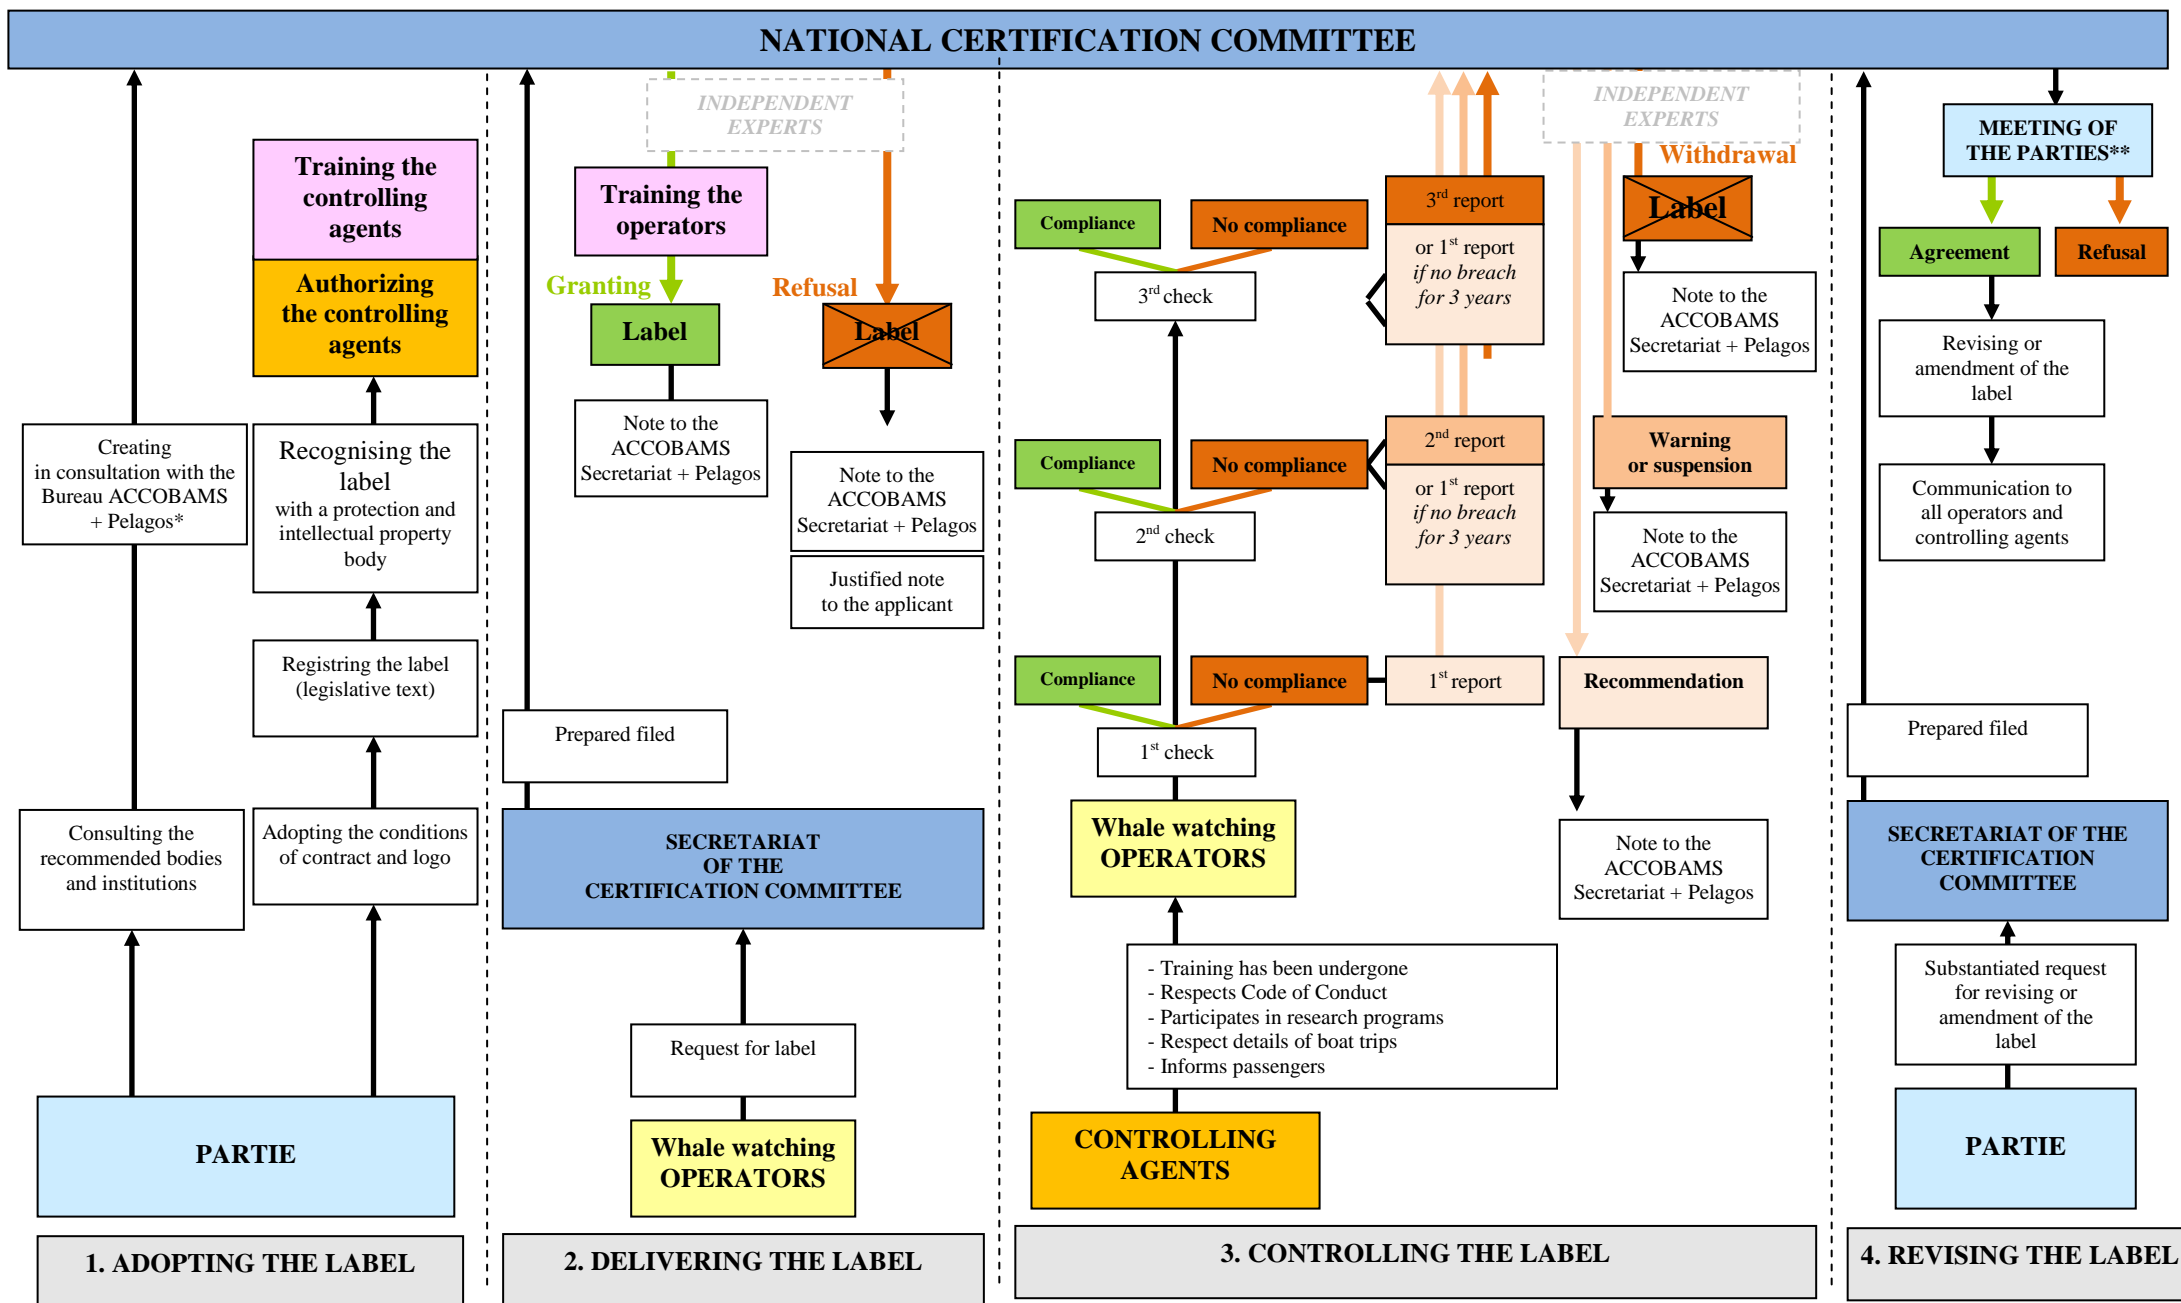 NATIONAL CERTIFICATION COMMITTEE
Training the
controlling
agents
Authorizing
the controlling
agents
Creating
in consultation with the
Bureau ACCOBAMS
+ Pelagos*
Recognising the
label
with a protection and
intellectual property
body
Registring the label
(legislative text)
Consulting the
recommended bodies
and institutions
Adopting the conditions
of contract and logo
PARTIE
1. ADOPTING THE LABEL
INDEPENDENT
EXPERTS
Training the
operators
Granting
Refusal
Label
Label
Note to the
ACCOBAMS
Secretariat + Pelagos
Note to the
ACCOBAMS
Secretariat + Pelagos
Justified note
to the applicant
Prepared filed
SECRETARIAT
OF THE
CERTIFICATION COMMITTEE
Request for label
Whale watching
OPERATORS
2. DELIVERING THE LABEL
INDEPENDENT
EXPERTS
Withdrawal
Label
Note to the
ACCOBAMS
Secretariat + Pelagos
Compliance
No compliance
3rd report
or 1st report
if no breach
for 3 years
3rd check
Compliance
No compliance
2nd report
or 1st report
if no breach
for 3 years
Warning
or suspension
2nd check
Note to the
ACCOBAMS
Secretariat + Pelagos
Compliance
No compliance
1st report
Recommendation
1st check
Whale watching
OPERATORS
Note to the
ACCOBAMS
Secretariat + Pelagos
- Training has been undergone
- Respects Code of Conduct
- Participates in research programs
- Respect details of boat trips
- Informs passengers
CONTROLLING
AGENTS
3. CONTROLLING THE LABEL
MEETING OF
THE PARTIES**
Agreement
Refusal
Revising or
amendment of the
label
Communication to
all operators and
controlling agents
Prepared filed
SECRETARIAT OF THE
CERTIFICATION
COMMITTEE
Substantiated request
for revising or
amendment of the
label
PARTIE
4. REVISING THE LABEL